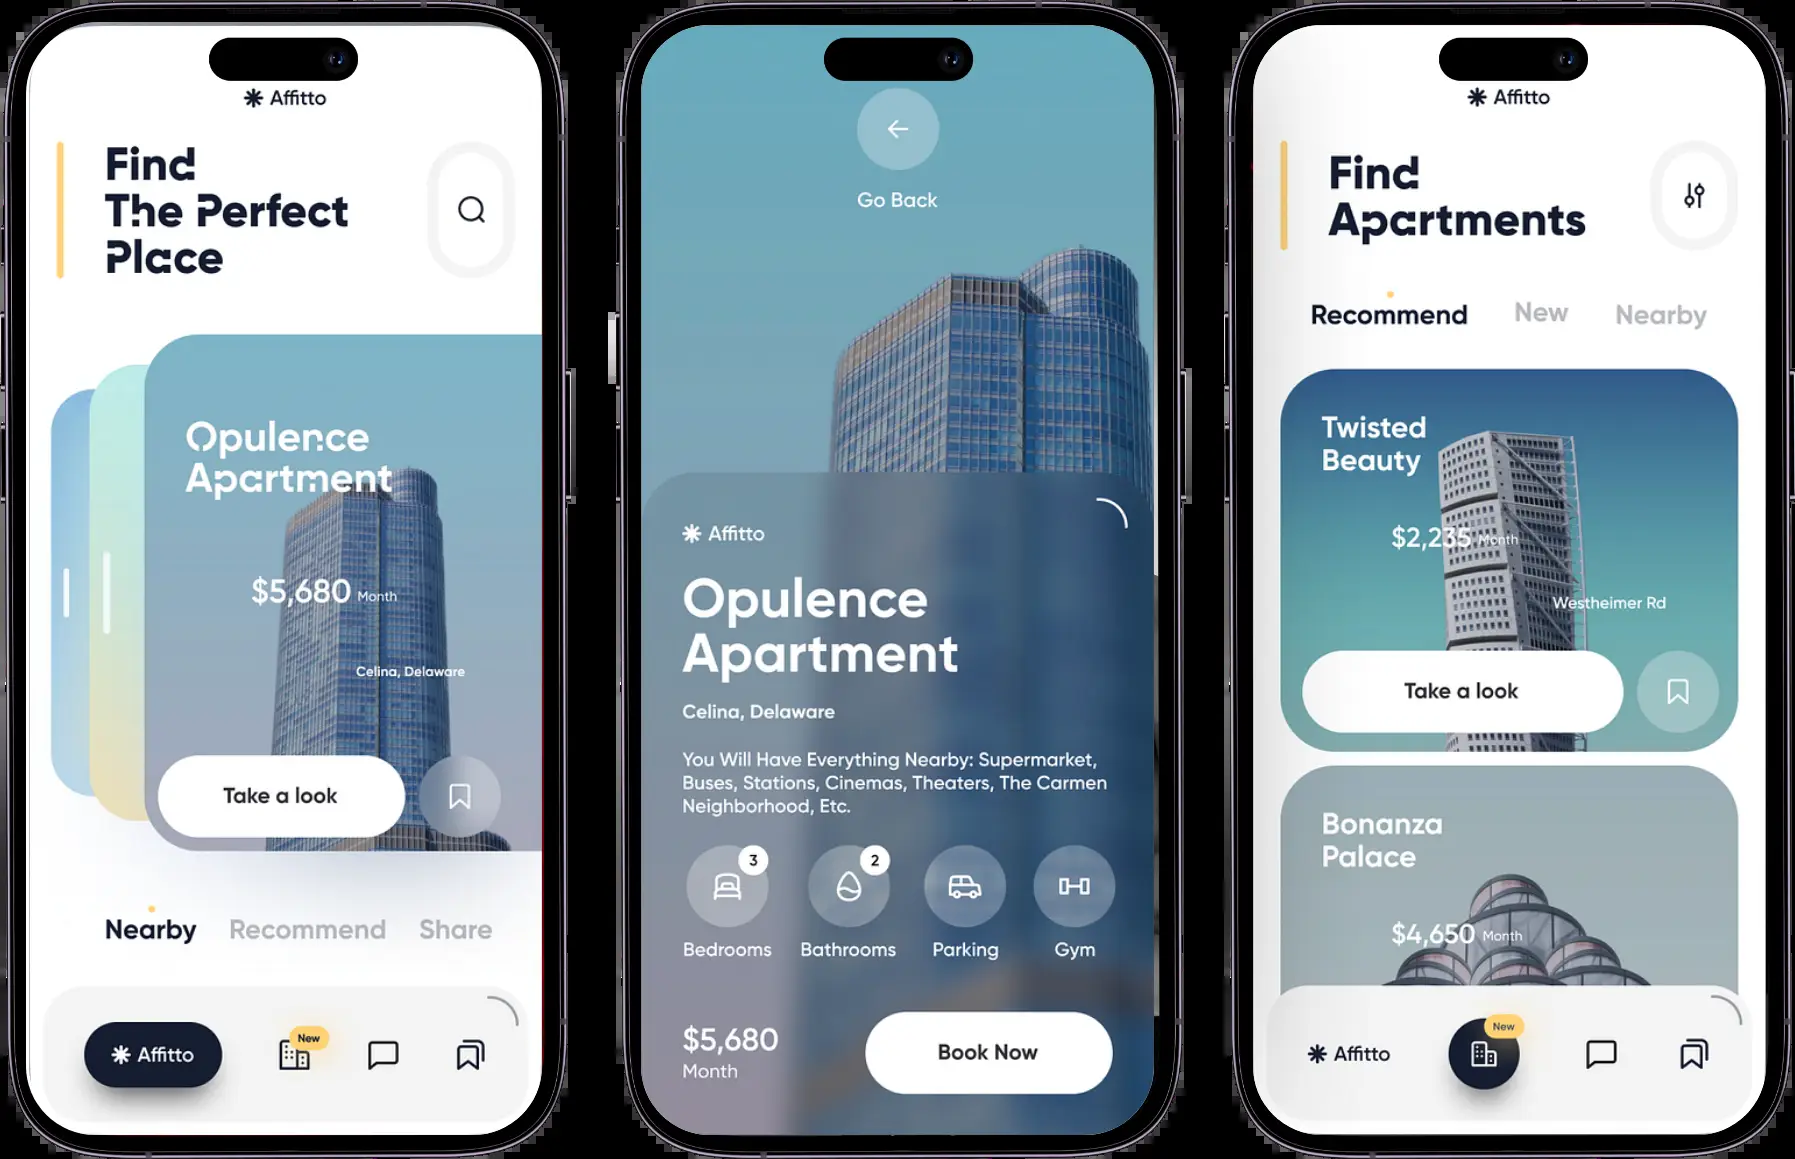 Affitto
Find
The Perfect
Place
Opulence
Apartment
$5,680 Month
Celina, Delaware
Take a look
Nearby Recommend Share
Affitto
New
Go Back
Affitto
Opulence
Apartment
Celina, Delaware
You Will Have Everything Nearby: Supermarket,
Buses, Stations, Cinemas, Theaters, The Carmen
Neighborhood, Etc.
3
2
Bedrooms Bathrooms Parking Gym
$5,680
Month
Book Now
Affitto
Find
Apartments
Recommend New Nearby
Twisted
Beauty
$2,235 Month
Westheimer Rd
Take a look
Bonanza
Palace
$4,650 Month
Affitto
New